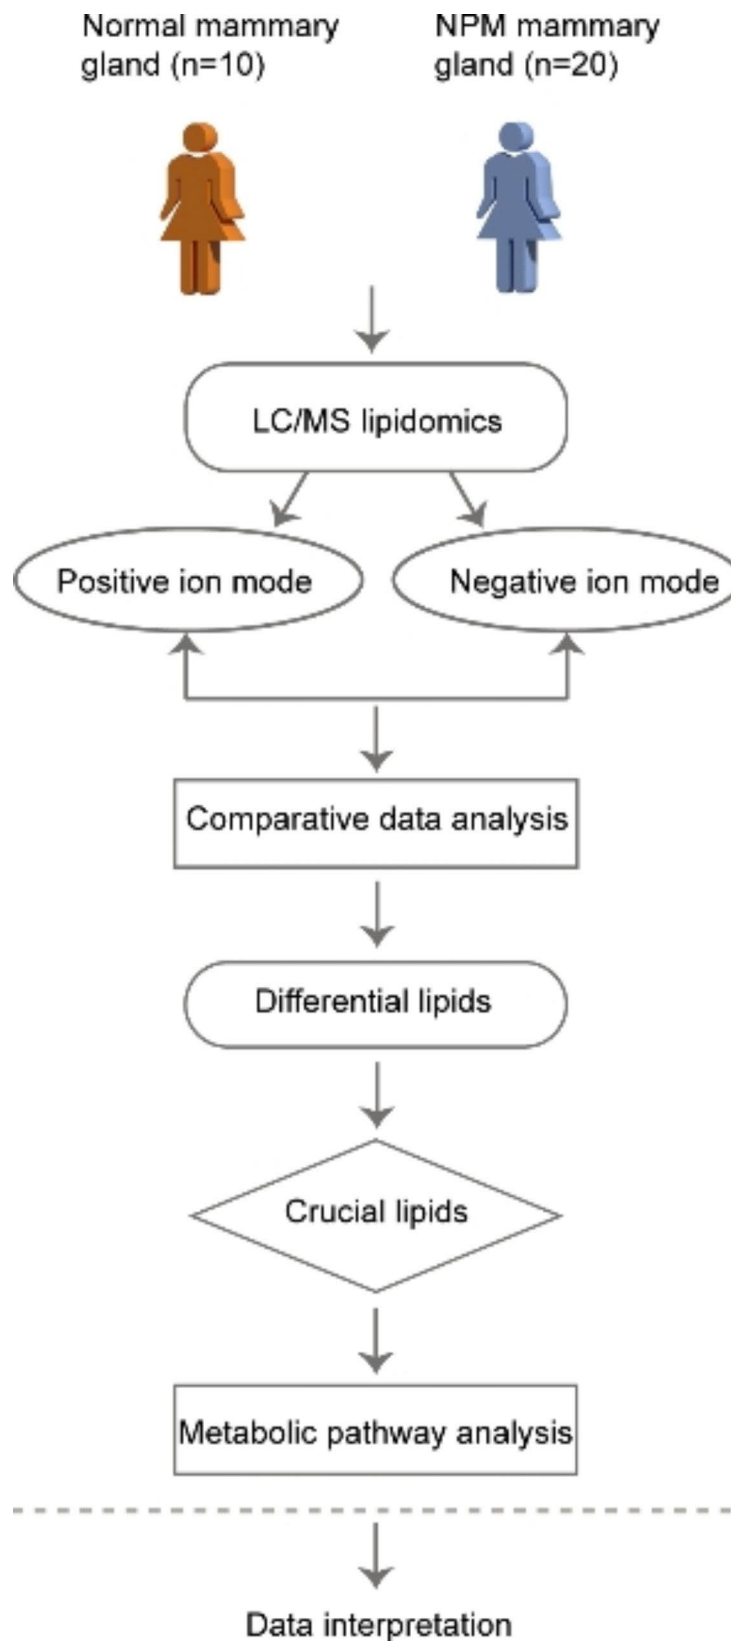 Normal mammary
gland (n=10)
NPM mammary
gland (n=20)
LC/MS lipidomics
Positive ion mode
Negative ion mode
Comparative data analysis
Differential lipids
Crucial lipids
Metabolic pathway analysis
Data interpretation